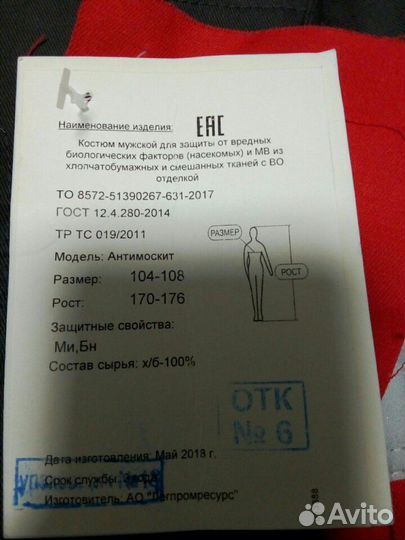 Наименование изделия: ЕАС
Костюм мужской для защиты от вредных
биологических факторов (насекомых) и МВ из
хлопчатобумажных и смешанных тканей с ВО
отделкой
ТО 8572-51390267-631-2017
ГОСТ 12.4.280-2014
ТР ТС 019/2011
Модель: Антимоскит
Размер: 104-108
Рост: 170-176
РАЗМЕР
РОСТ
Защитные свойства:
Ми,Бн
Состав сырья: х/б-100%
ОТК
№ 6
Дата изготовления: Май 2018 г.
Срок службы:
Изготовитель: АО "Легпромресурс"
Avito